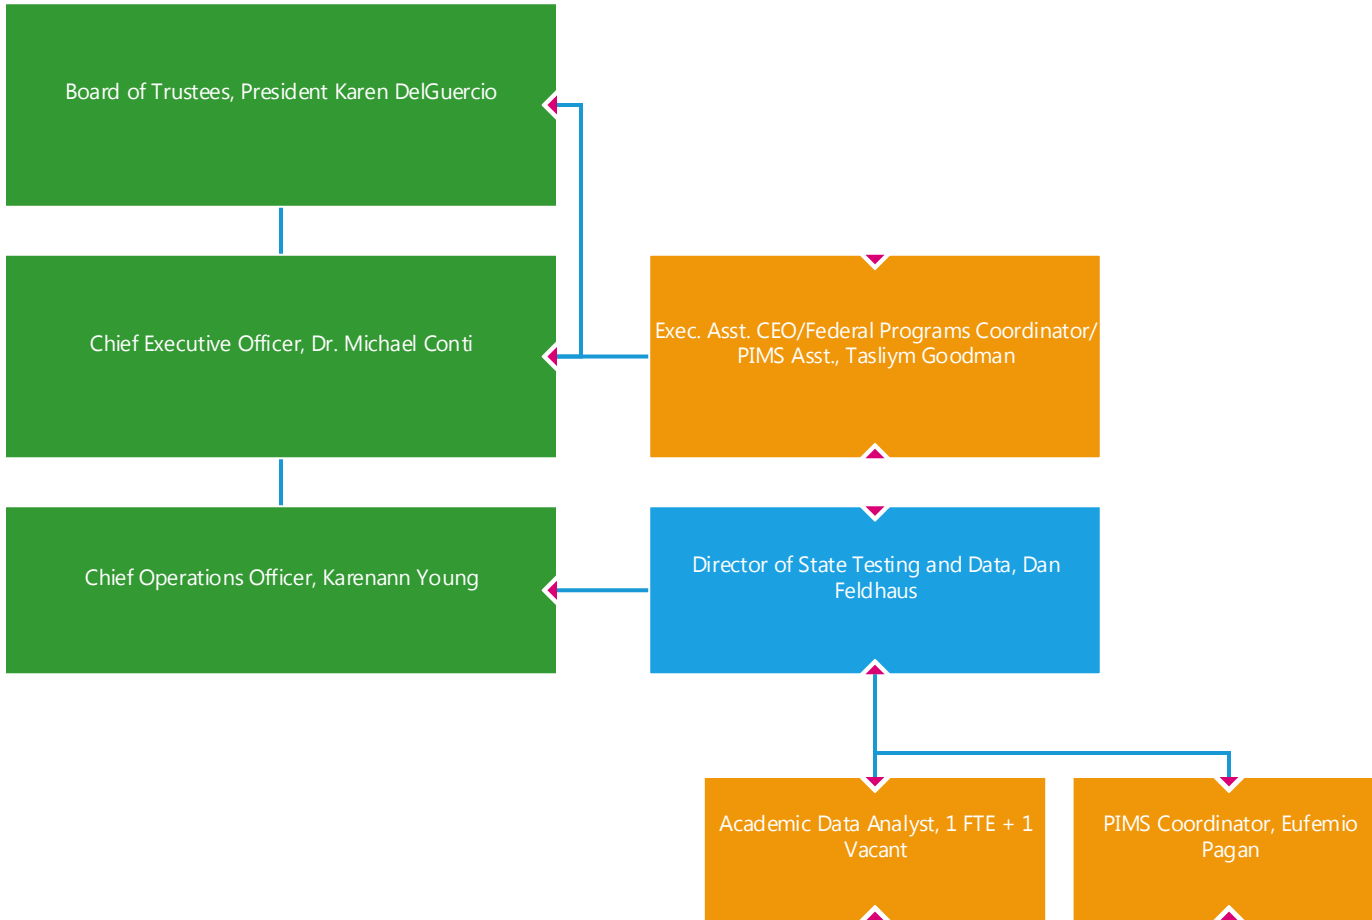 Board of Trustees, President Karen DelGuercio
Chief Executive Officer, Dr. Michael Conti
Exec. Asst. CEO/Federal Programs Coordinator/
PIMS Asst., Tasliym Goodman
Chief Operations Officer, Karenann Young
Director of State Testing and Data, Dan
Feldhaus
Academic Data Analyst, 1 FTE + 1
Vacant
PIMS Coordinator, Eufemio
Pagan